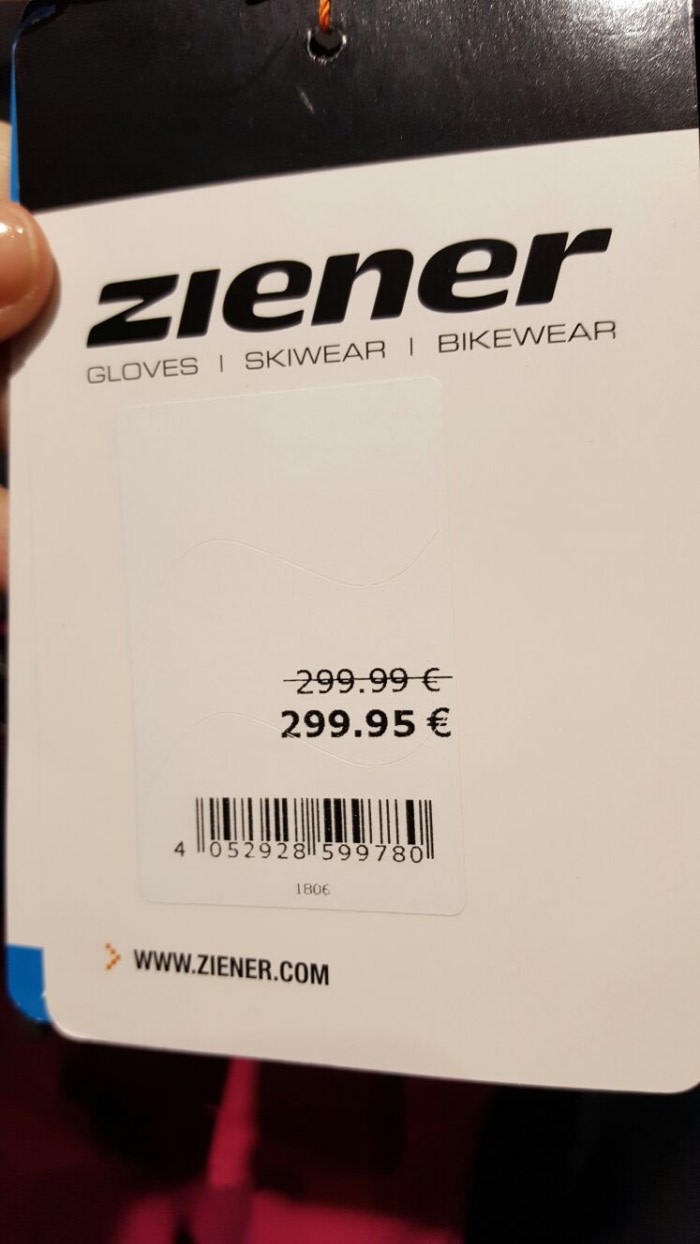 ziener
GLOVES | SKIWEAR | BIKEWEAR
299.99 €
299.95 €
4 052928 599780
1806
WWW.ZIENER.COM